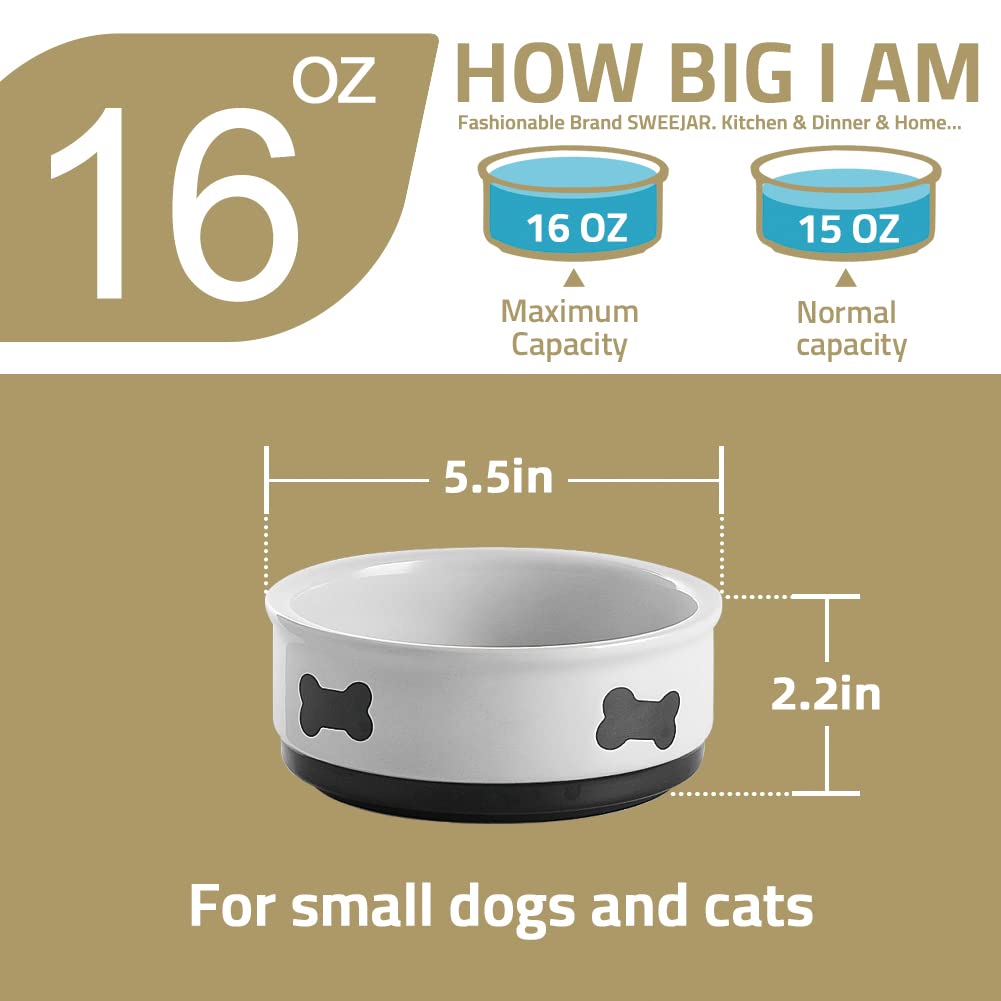 16 OZ
HOW BIG I AM
Fashionable Brand SWEEJAR. Kitchen & Dinner & Home...
16 OZ
15 OZ
Maximum
Capacity
Normal
capacity
5.5in
2.2in
For small dogs and cats